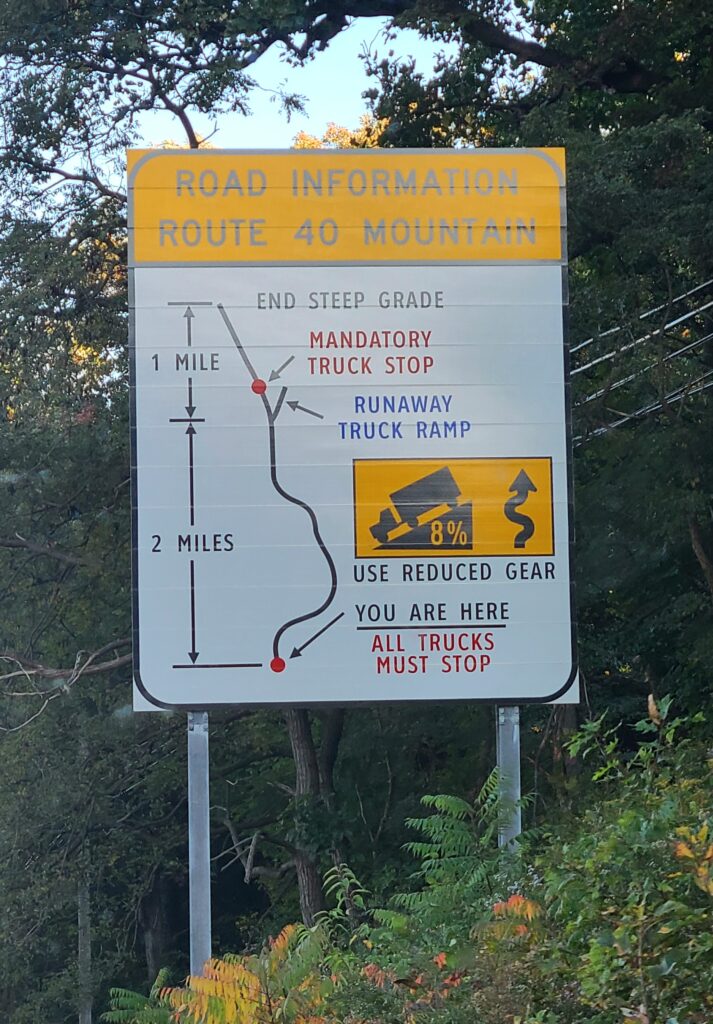 ROAD INFORMATION
ROUTE 40 MOUNTAIN
END STEEP GRADE
1 MILE
MANDATORY
TRUCK STOP
RUNAWAY
TRUCK RAMP
2 MILES
8%
USE REDUCED GEAR
YOU ARE HERE
ALL TRUCKS
MUST STOP